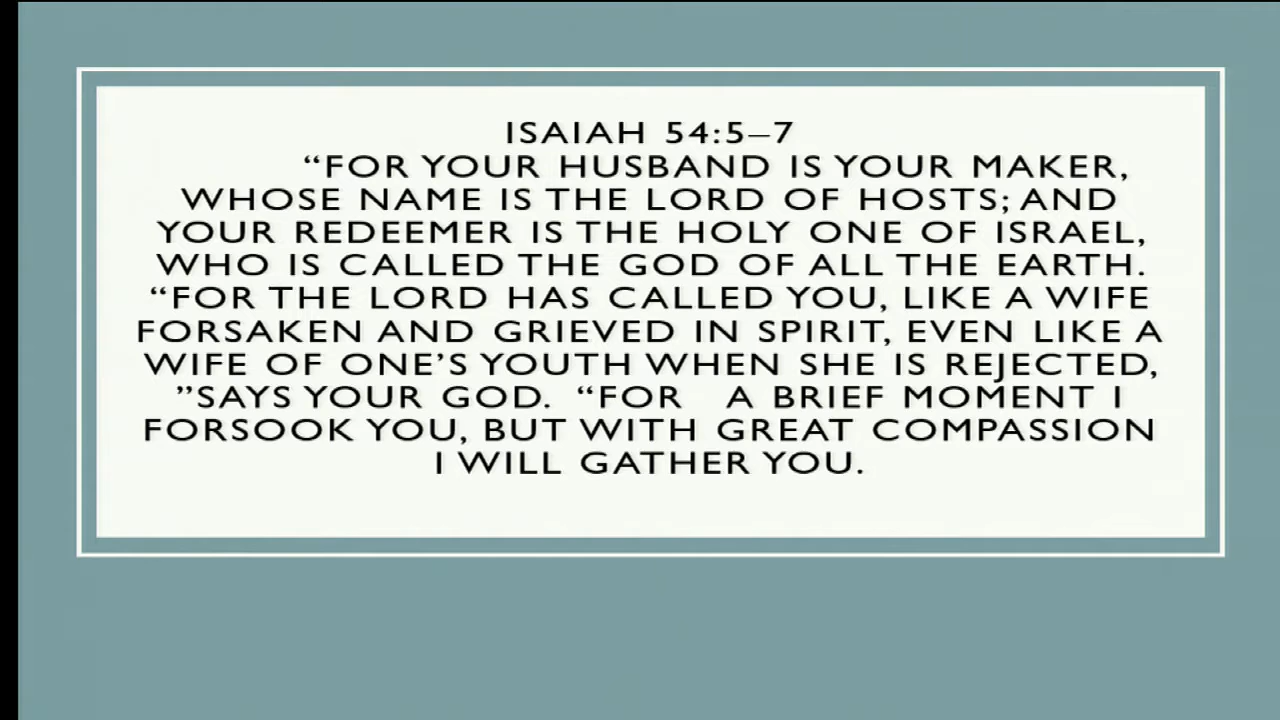 ISAIAH 54:5–7
“FOR YOUR HUSBAND IS YOUR MAKER,
WHOSE NAME IS THE LORD OF HOSTS; AND
YOUR REDEEMER IS THE HOLY ONE OF ISRAEL,
WHO IS CALLED THE GOD OF ALL THE EARTH.
“FOR THE LORD HAS CALLED YOU, LIKE A WIFE
FORSAKEN AND GRIEVED IN SPIRIT, EVEN LIKE A
WIFE OF ONE’S YOUTH WHEN SHE IS REJECTED,
”SAYS YOUR GOD. “FOR A BRIEF MOMENT I
FORSOOK YOU, BUT WITH GREAT COMPASSION
I WILL GATHER YOU.